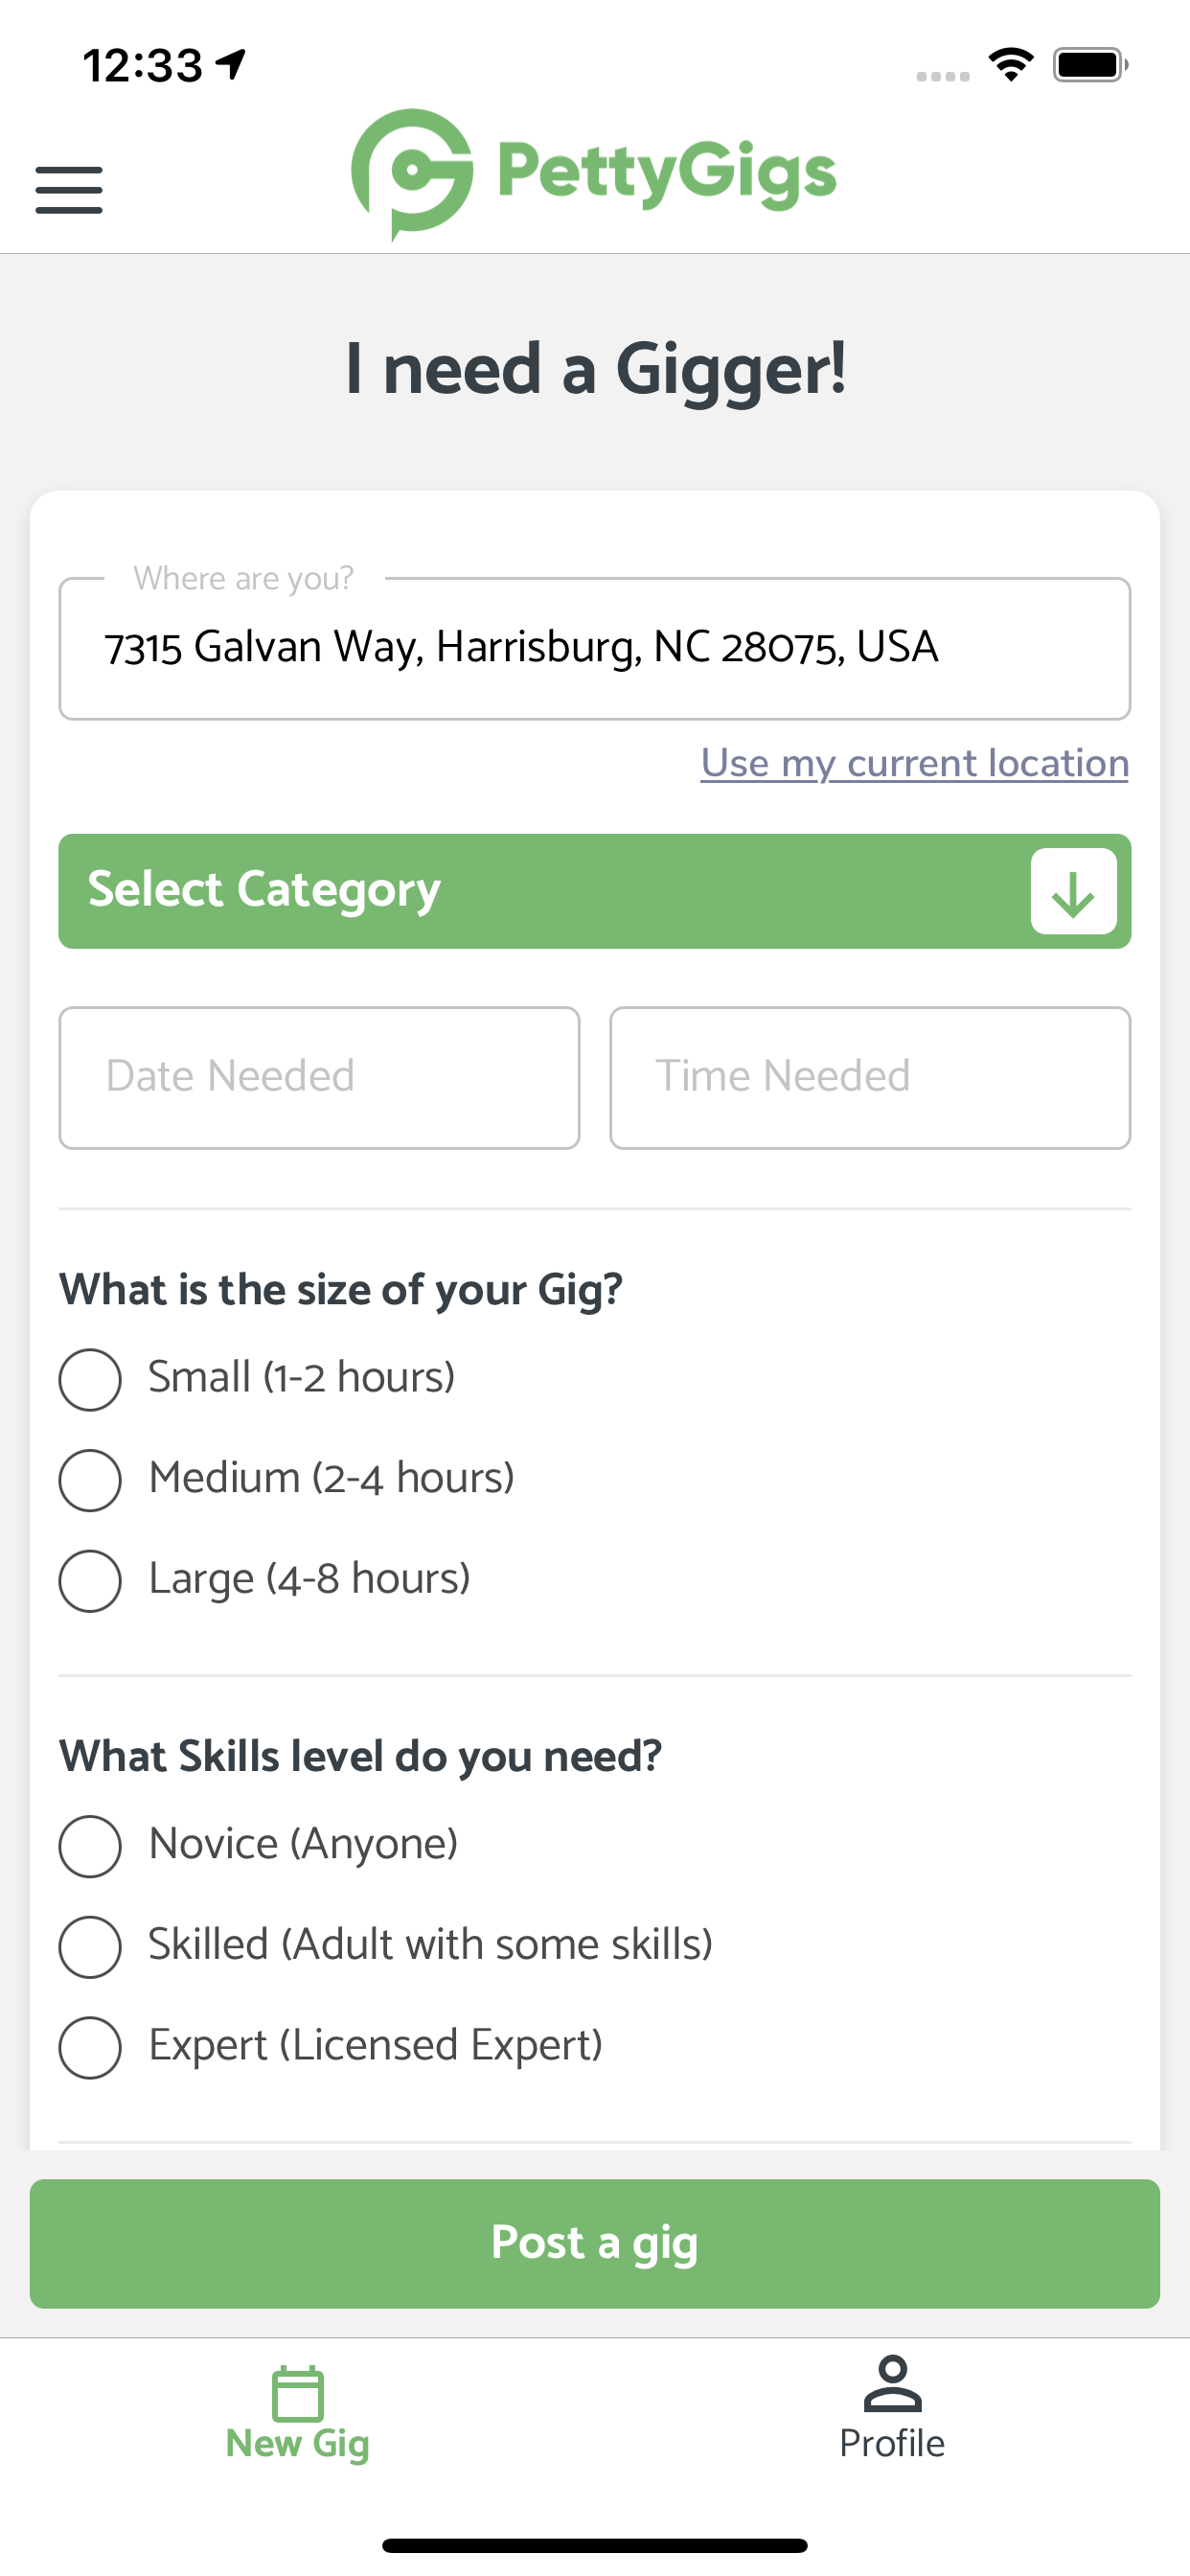 12:33
PettyGigs
I need a Gigger!
Where are you?
7315 Galvan Way, Harrisburg, NC 28075, USA
Use my current location
Select Category
Date Needed
Time Needed
What is the size of your Gig?
Small (1-2 hours)
Medium (2-4 hours)
Large (4-8 hours)
What Skills level do you need?
Novice (Anyone)
Skilled (Adult with some skills)
Expert (Licensed Expert)
Post a gig
New Gig
Profile